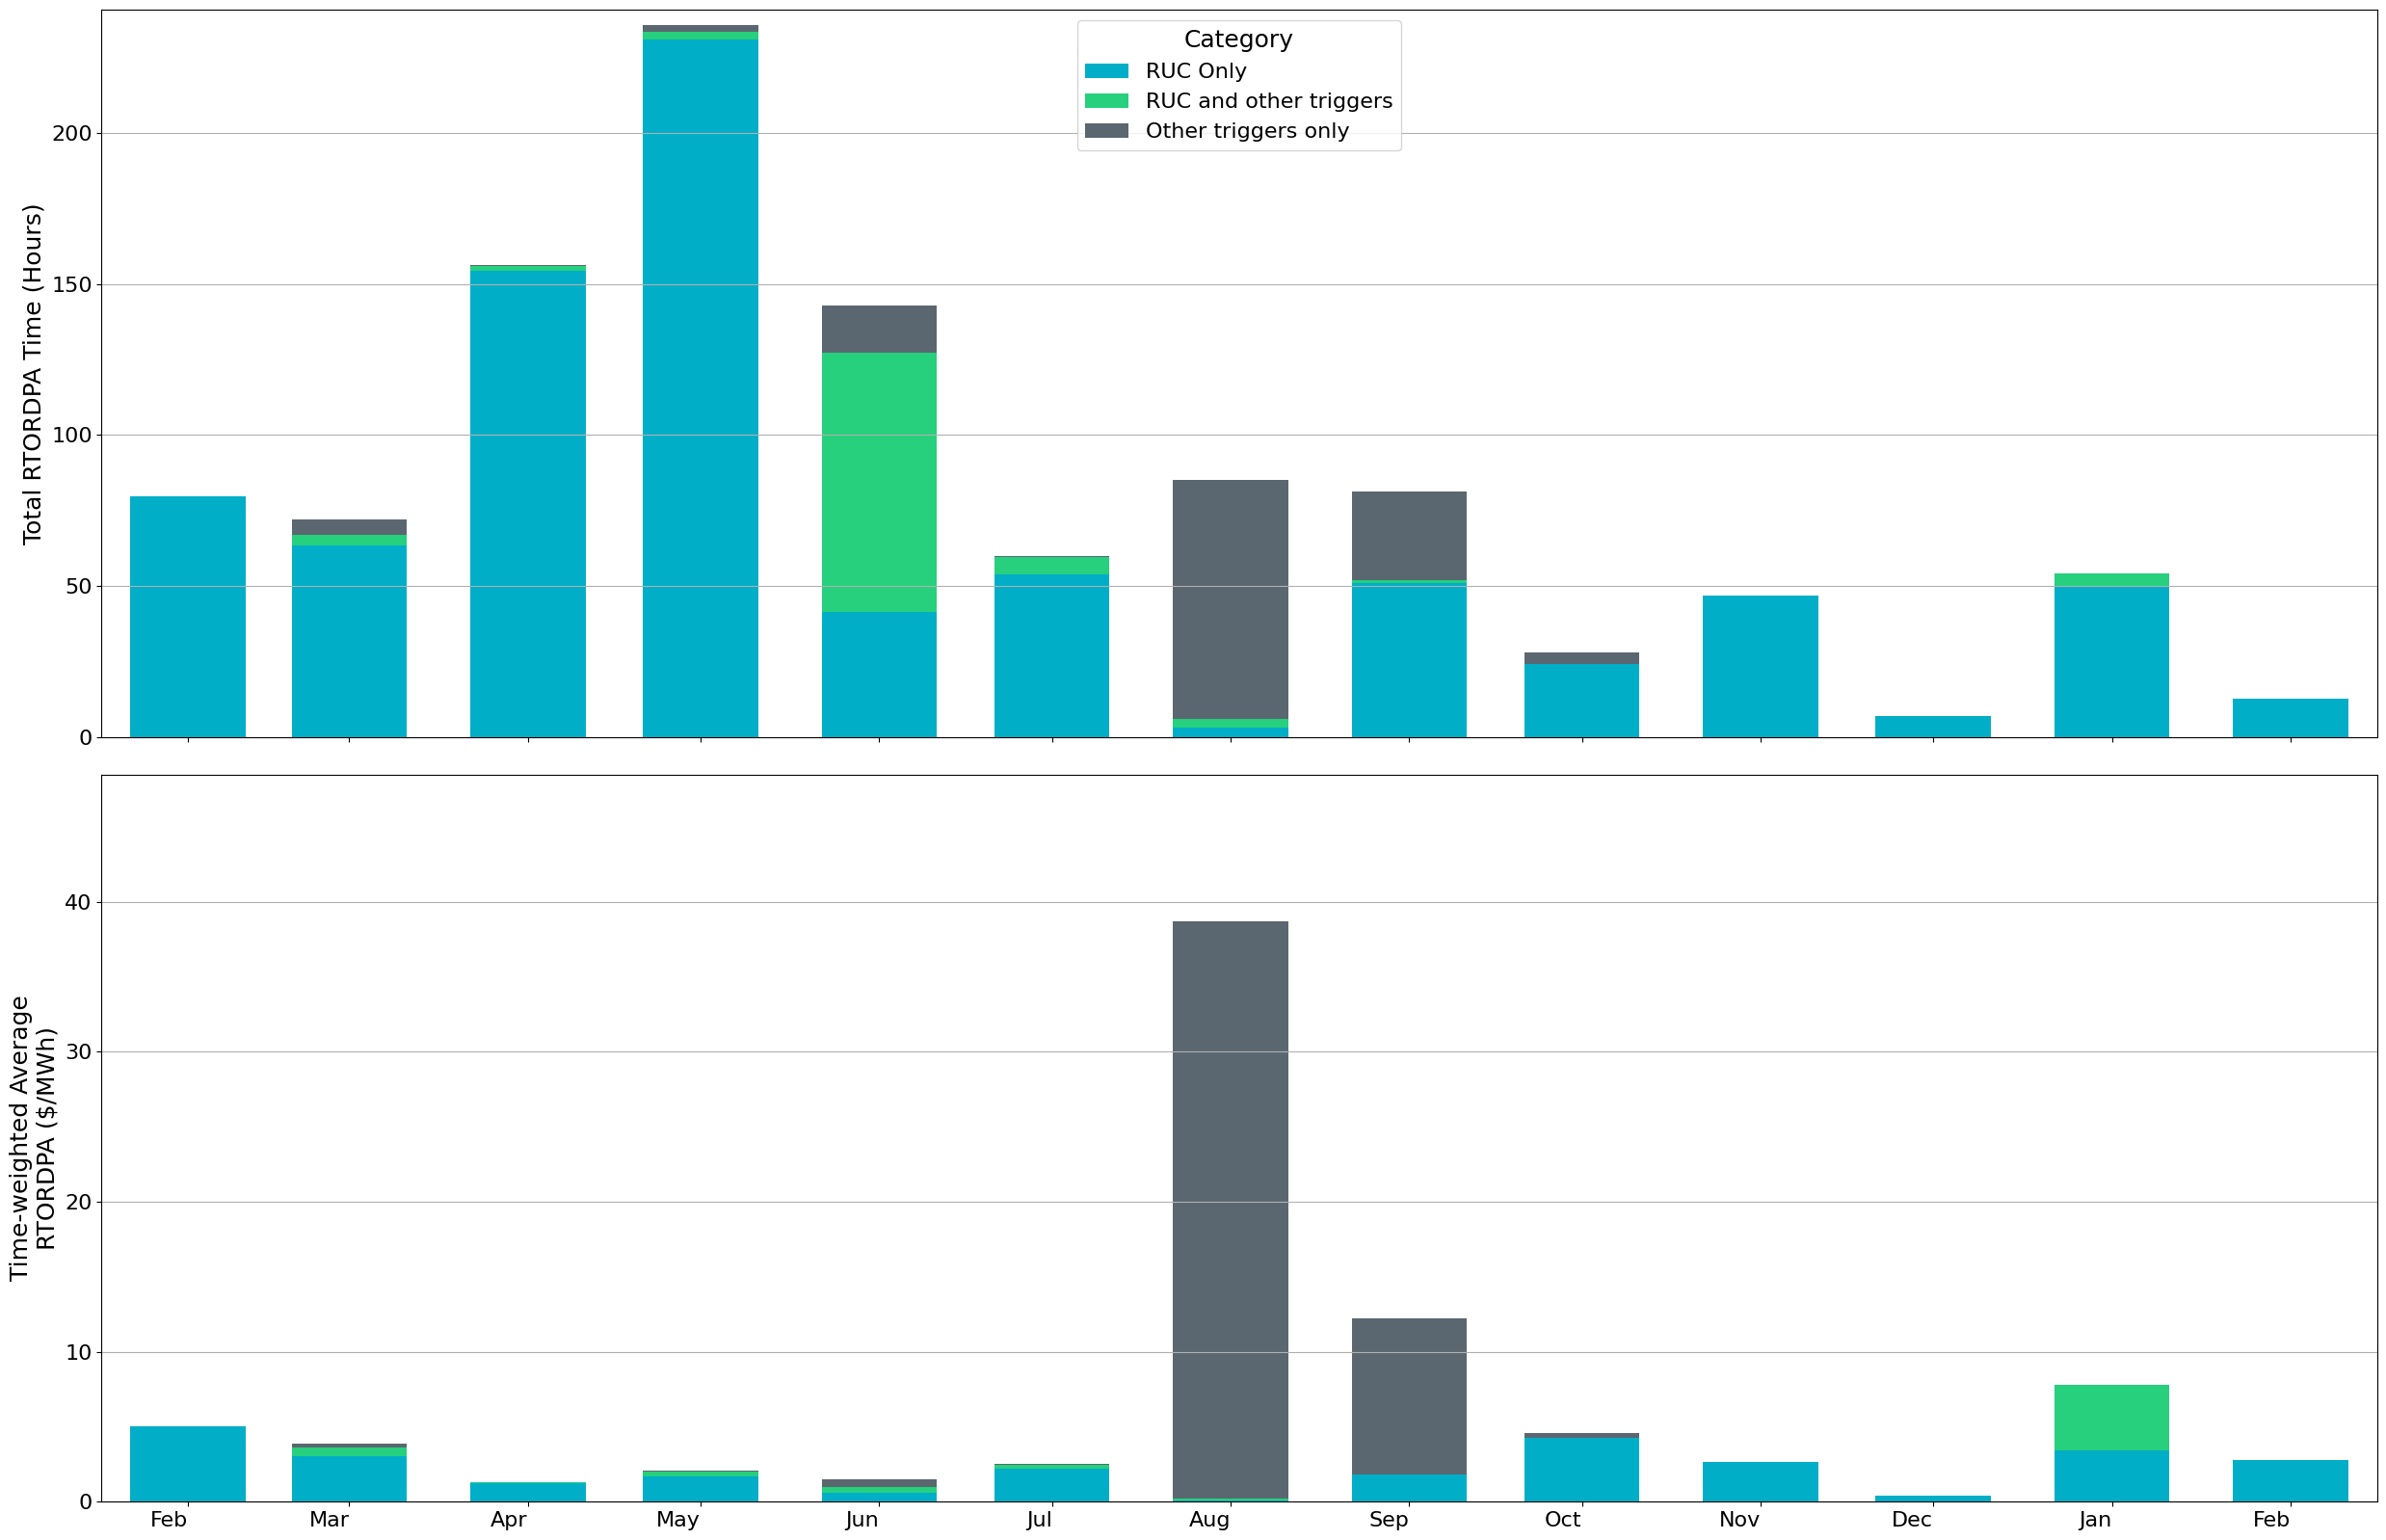 Category
RUC Only
RUC and other triggers
Other triggers only
Total RTORDPA Time (Hours)
200
150
100
50
0
Time-weighted Average
RTORDPA ($/MWh)
40
30
20
10
0
Feb Mar Apr May Jun Jul Aug Sep Oct Nov Dec Jan Feb